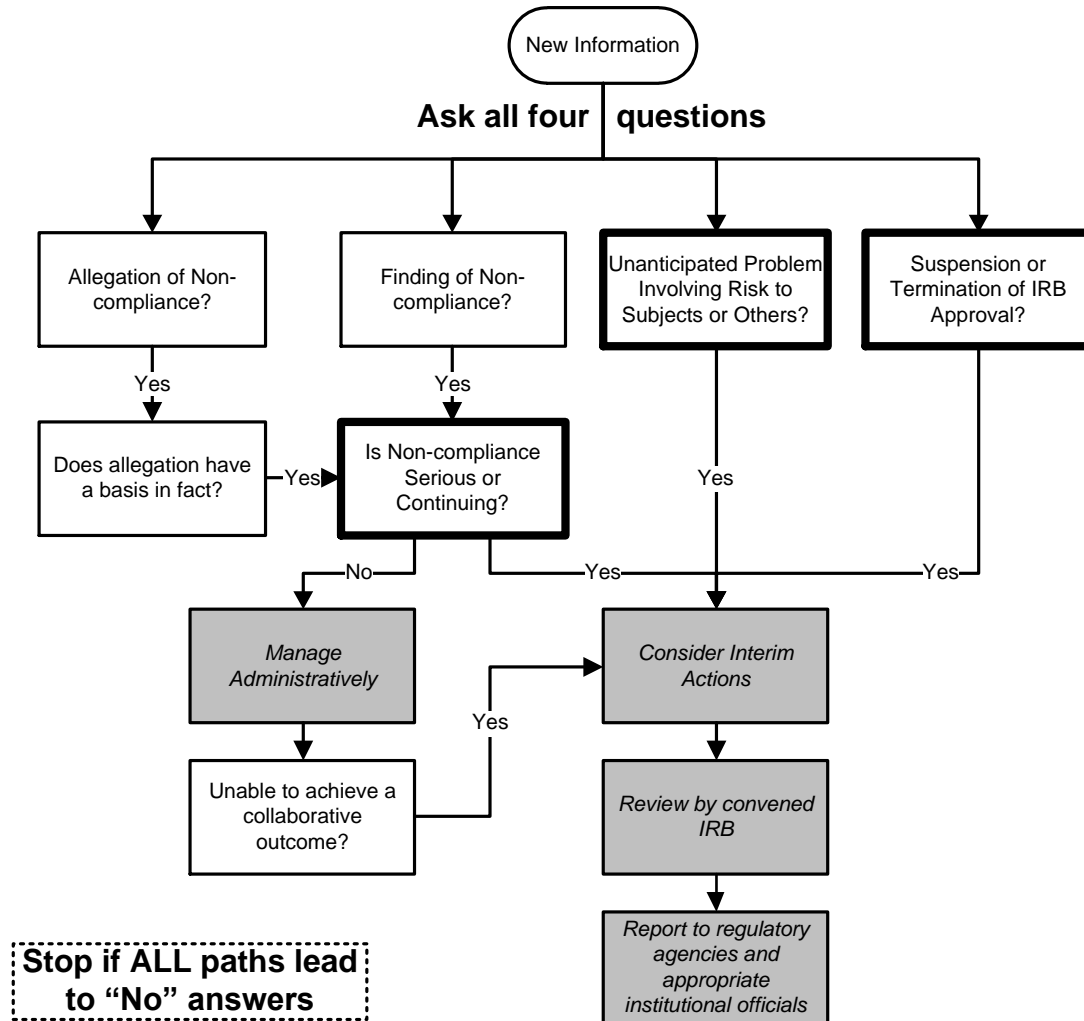 New Information
Ask all four questions
Allegation of Non-
compliance?
Finding of Non-
compliance?
Unanticipated Problem
Involving Risk to
Subjects or Others?
Suspension or
Termination of IRB
Approval?
Yes
Yes
Does allegation have
a basis in fact?
Yes
Is Non-compliance
Serious or
Continuing?
Yes
No
Yes
Yes
Manage
Administratively
Consider Interim
Actions
Yes
Unable to achieve a
collaborative
outcome?
Review by convened
IRB
Report to regulatory
agencies and
appropriate
institutional officials
Stop if ALL paths lead
to “No” answers